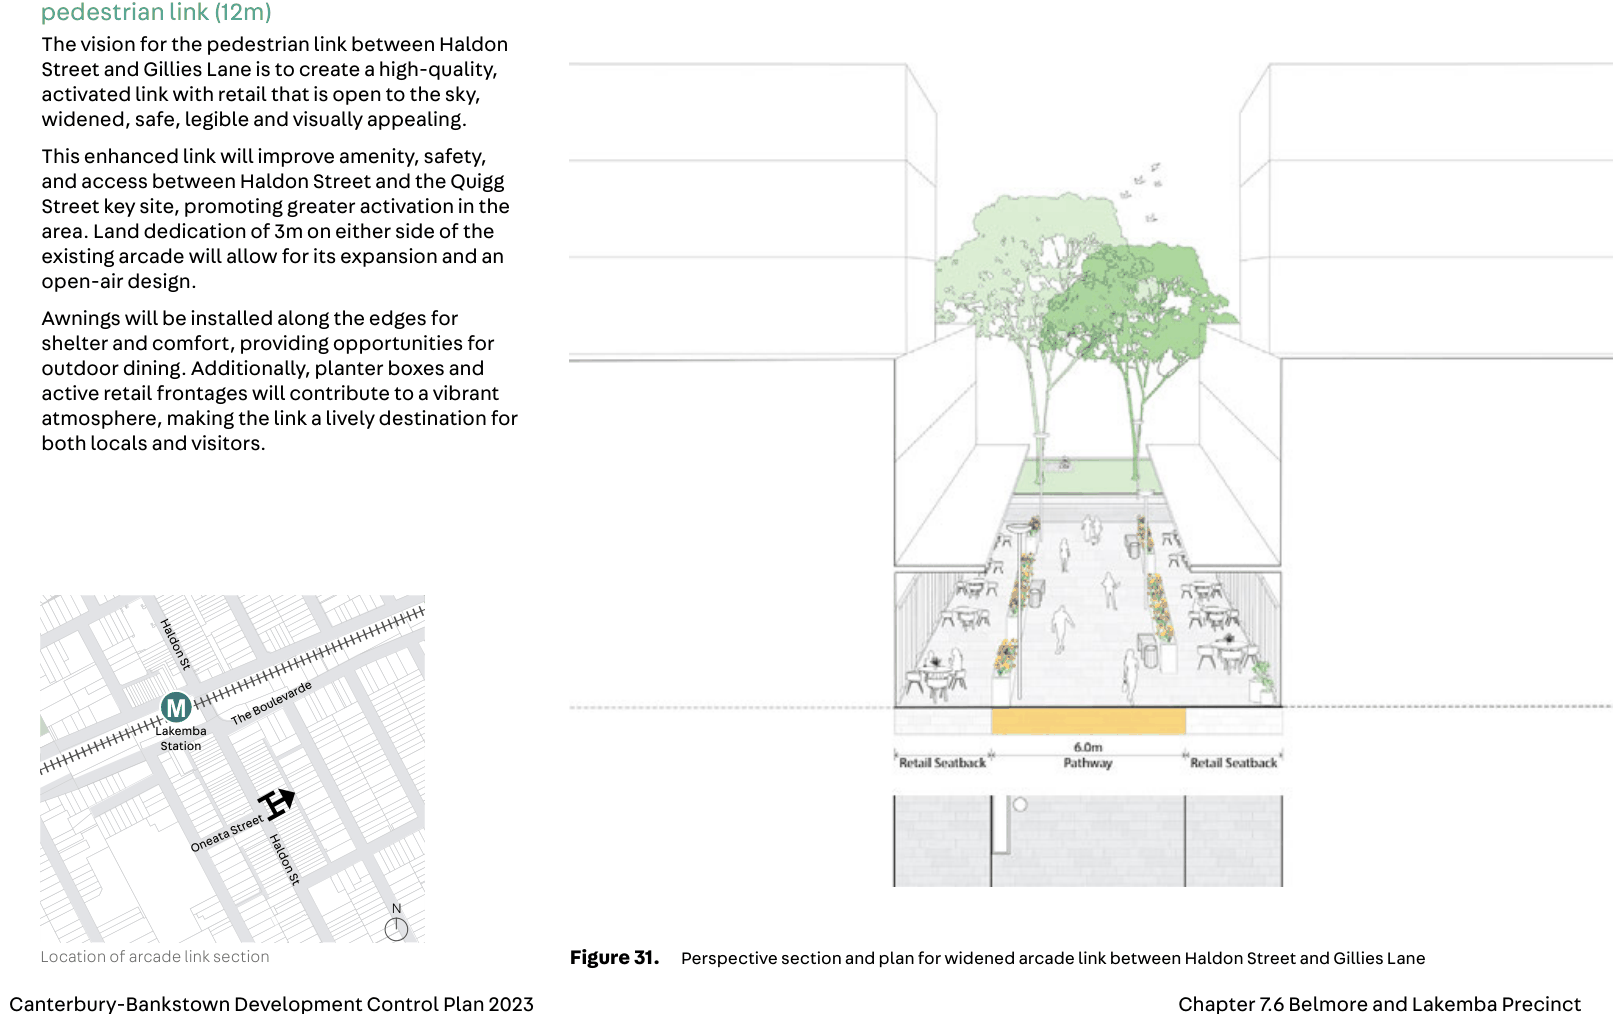 pedestrian link (12m)
The vision for the pedestrian link between Haldon
Street and Gillies Lane is to create a high-quality,
activated link with retail that is open to the sky,
widened, safe, legible and visually appealing.
This enhanced link will improve amenity, safety,
and access between Haldon Street and the Quigg
Street key site, promoting greater activation in the
area. Land dedication of 3m on either side of the
existing arcade will allow for its expansion and an
open-air design.
Awnings will be installed along the edges for
shelter and comfort, providing opportunities for
outdoor dining. Additionally, planter boxes and
active retail frontages will contribute to a vibrant
atmosphere, making the link a lively destination for
both locals and visitors.
Haldon St
The Boulevarde
M
Lakemba
Station
Oneata Street
Haldon St
N
Location of arcade link section
6.0m
Retail Seatback
Pathway
Retail Seatback
Figure 31. Perspective section and plan for widened arcade link between Haldon Street and Gillies Lane
Canterbury-Bankstown Development Control Plan 2023
Chapter 7.6 Belmore and Lakemba Precinct